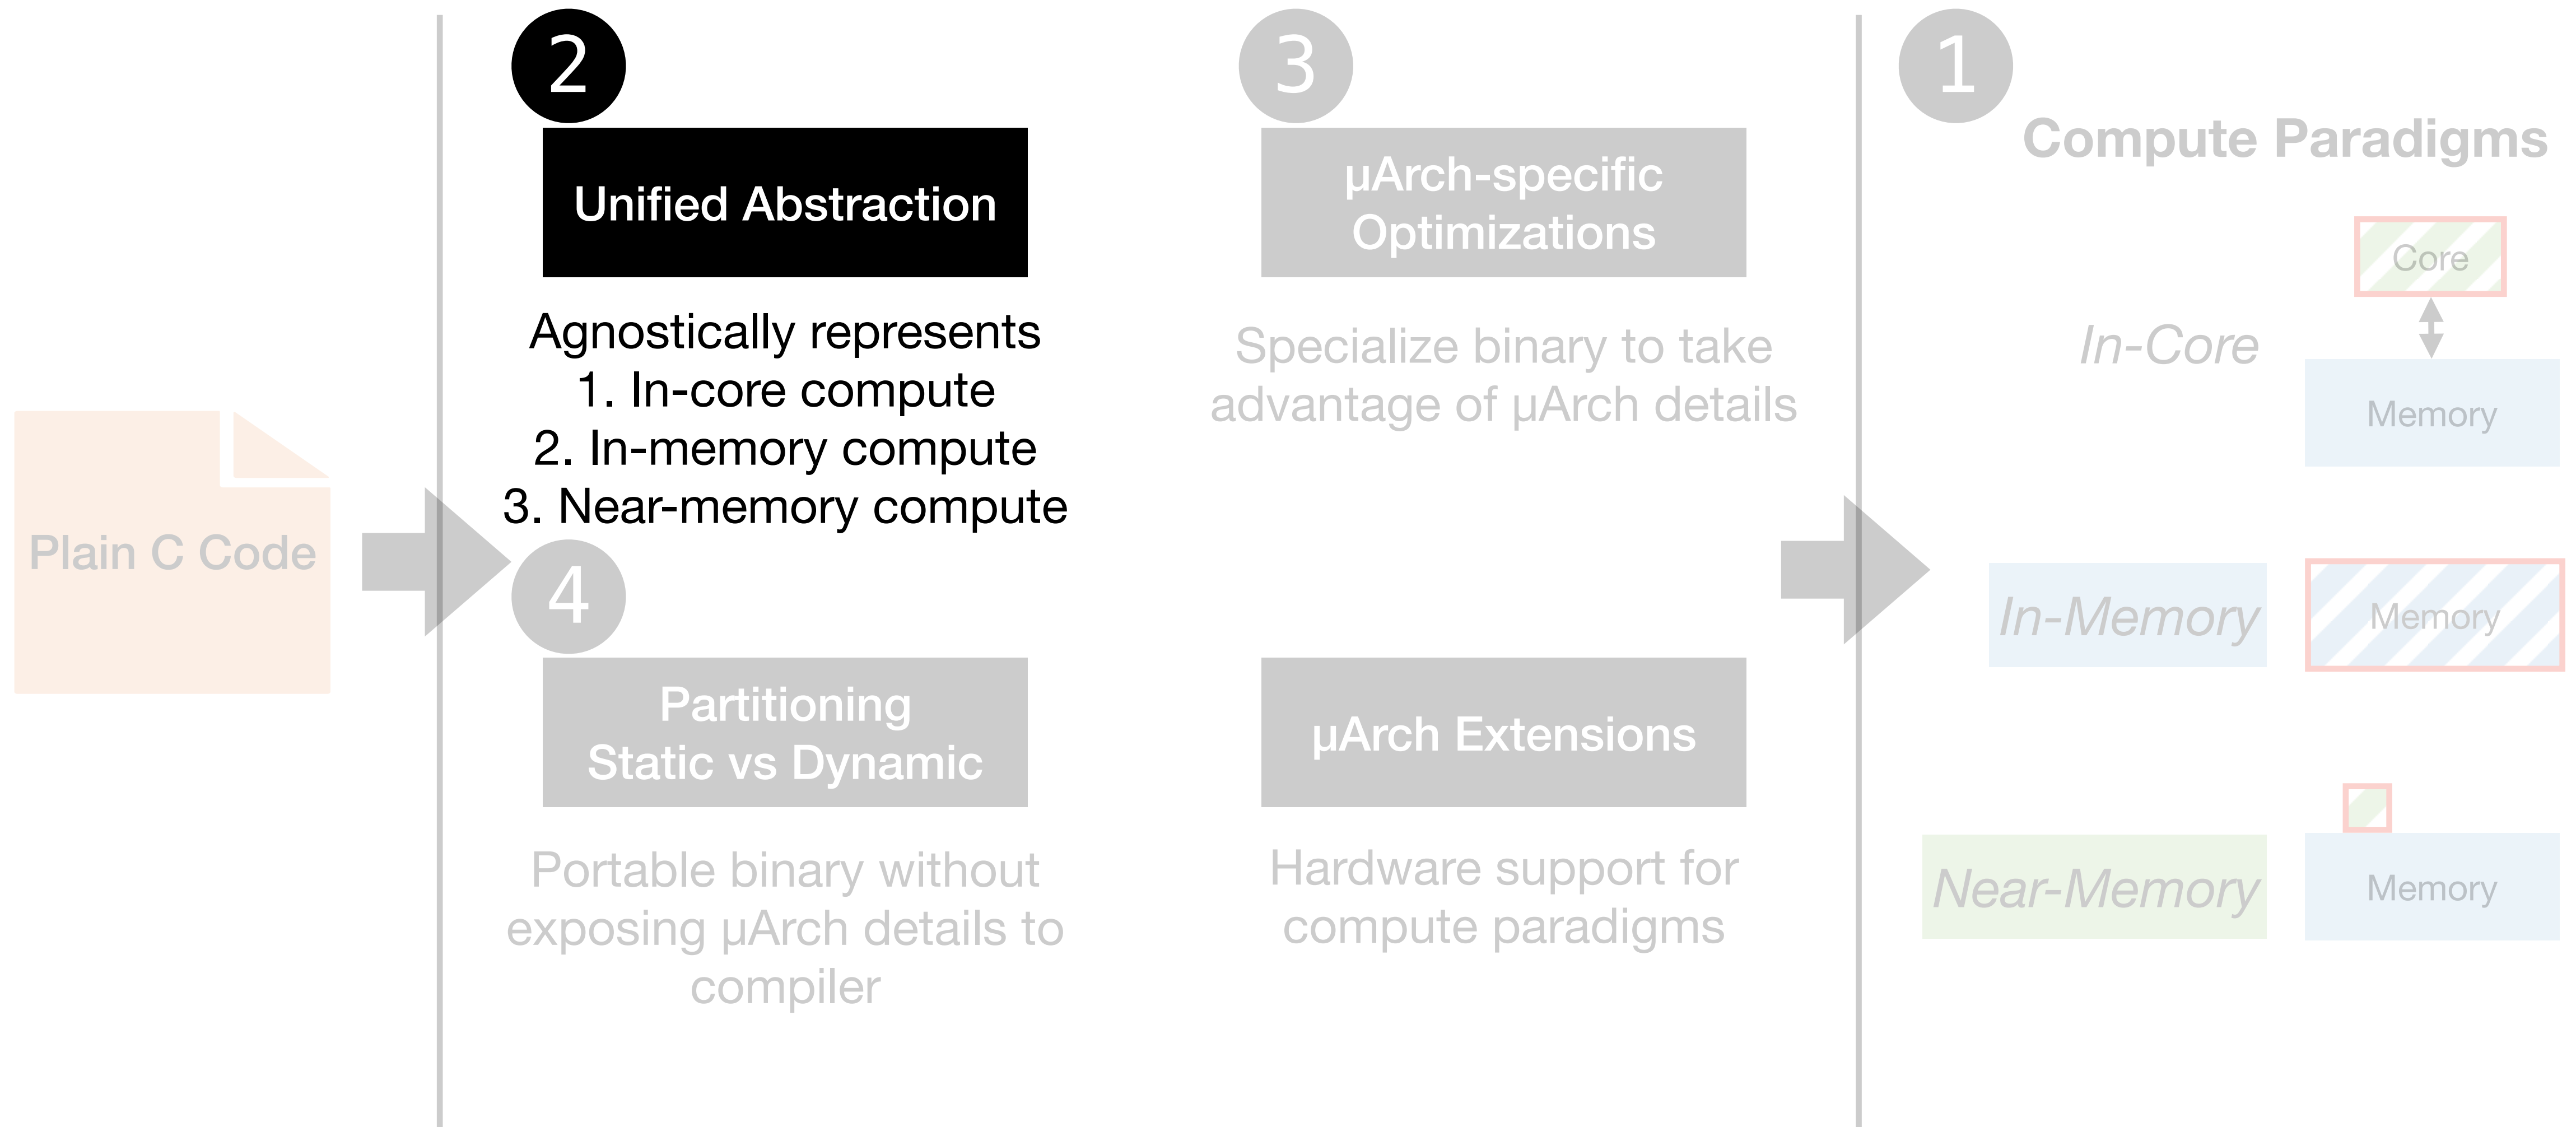 Plain C Code
2
Unified Abstraction
Agnostically represents
1. In-core compute
2. In-memory compute
3. Near-memory compute
4
Partitioning
Static vs Dynamic
Portable binary without
exposing µArch details to
compiler
3
µArch-specific
Optimizations
Specialize binary to take
advantage of µArch details
µArch Extensions
Hardware support for
compute paradigms
1
Compute Paradigms
In-Core
Core
Memory
In-Memory
Memory
Near-Memory
Memory